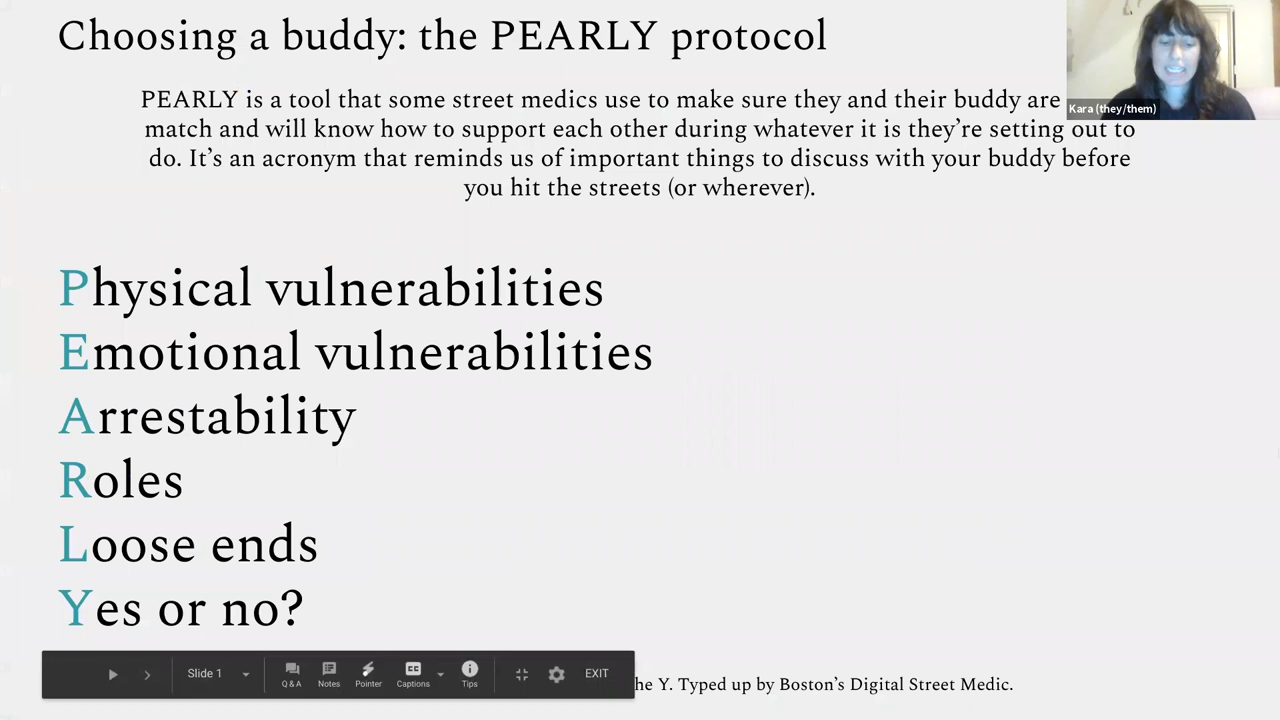 Choosing a buddy: the PEARLY protocol
PEARLY is a tool that some street medics use to make sure they and their buddy are
Kara (they/them)
match and will know how to support each other during whatever it is they’re setting out to
do. It’s an acronym that reminds us of important things to discuss with your buddy before
you hit the streets (or wherever).
Physical vulnerabilities
Emotional vulnerabilities
Arrestability
Roles
Loose ends
Yes or no?
Slide 1
Q & A
Notes
Pointer
CC
Captions
Tips
EXIT
he Y. Typed up by Boston’s Digital Street Medic.